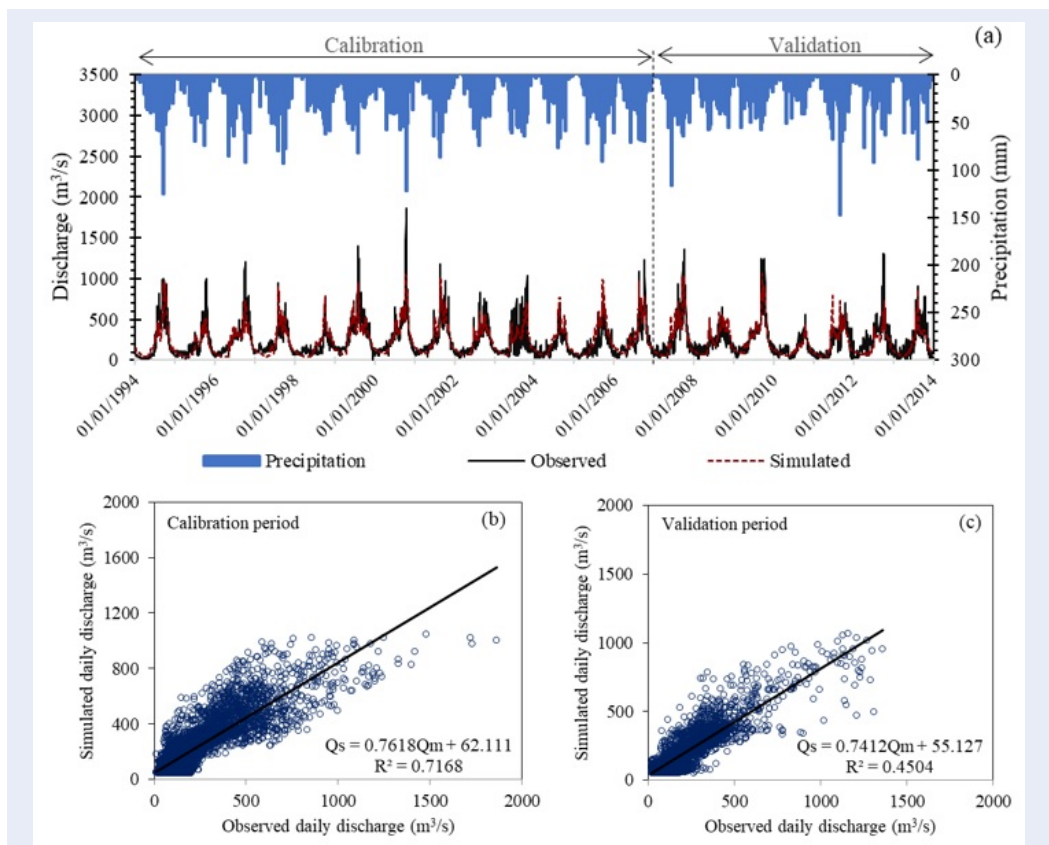 (a)
Calibration
Validation
3500
3000
2500
2000
1500
1000
500
0
Discharge (m³/s)
0
50
100
150
200
250
300
Precipitation (mm)
01/01/1994
01/01/1996
01/01/1998
01/01/2000
01/01/2002
01/01/2004
01/01/2006
01/01/2008
01/01/2010
01/01/2012
01/01/2014
Precipitation
Observed
Simulated
2000
1600
1200
800
400
0
Simulated daily discharge (m³/s)
Calibration period
(b)
Qs = 0.7618Qm + 62.111
R² = 0.7168
0
500
1000
1500
2000
Observed daily discharge (m³/s)
2000
1500
1000
500
0
Simulated daily discharge (m³/s)
Validation period
(c)
Qs = 0.7412Qm + 55.127
R² = 0.4504
0
500
1000
1500
2000
Observed daily discharge (m³/s)